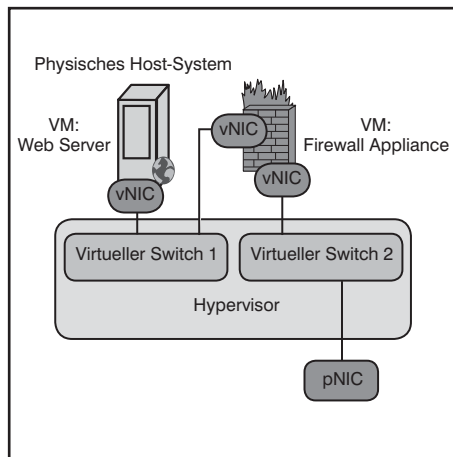 Physisches Host-System
VM:
Web Server
vNIC
vNIC
VM:
Firewall Appliance
vNIC
Virtueller Switch 1
Virtueller Switch 2
Hypervisor
pNIC